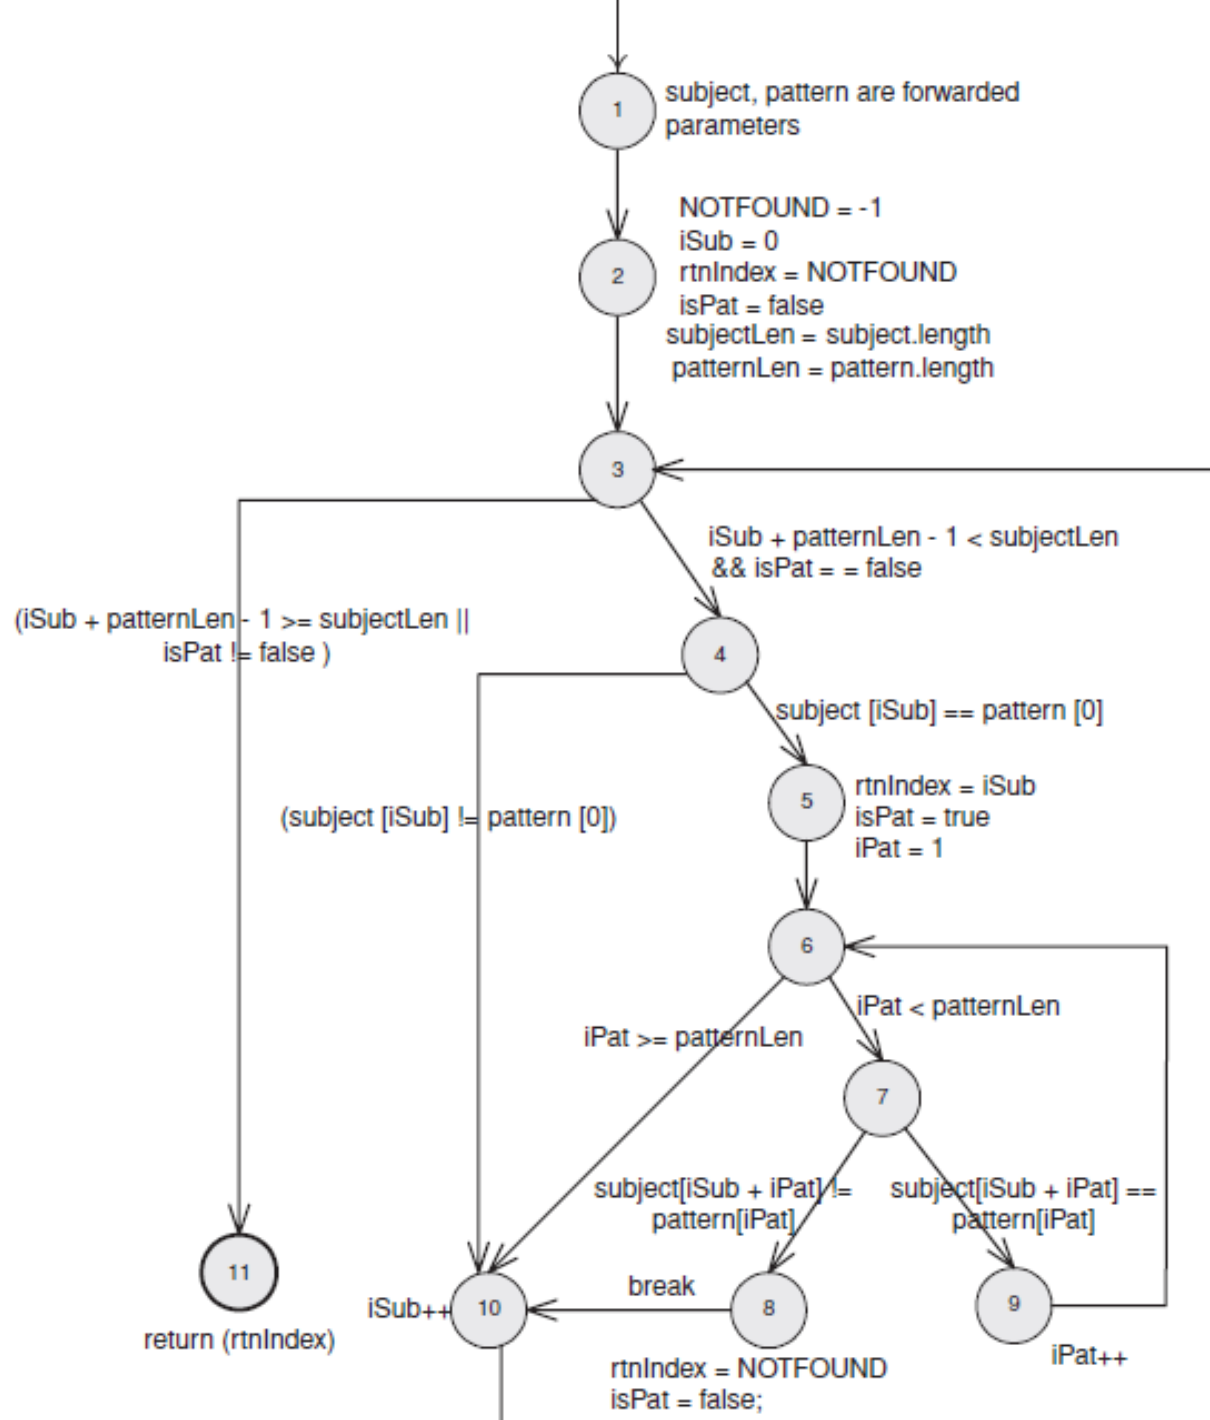 1
subject, pattern are forwarded
parameters
NOTFOUND = -1
iSub = 0
2
rtnIndex = NOTFOUND
isPat = false
subjectLen = subject.length
patternLen = pattern.length
3
iSub + patternLen - 1 < subjectLen
&& isPat = = false
(iSub + patternLen - 1 >= subjectLen ||
isPat != false )
4
subject [iSub] == pattern [0]
(subject [iSub] != pattern [0])
5
rtnIndex = iSub
isPat = true
iPat = 1
6
iPat < patternLen
iPat >= patternLen
7
subject[iSub + iPat] !=
pattern[iPat]
subject[iSub + iPat] ==
pattern[iPat]
11
return (rtnIndex)
iSub++
10
break
8
rtnIndex = NOTFOUND
isPat = false;
9
iPat++